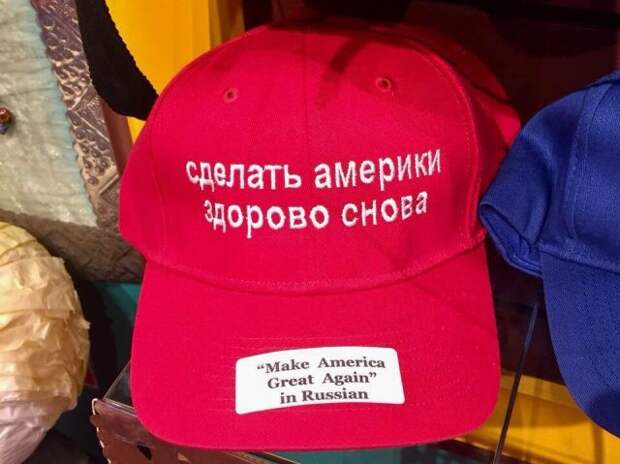 сделать америки
здорово снова
“Make America
Great Again”
in Russian